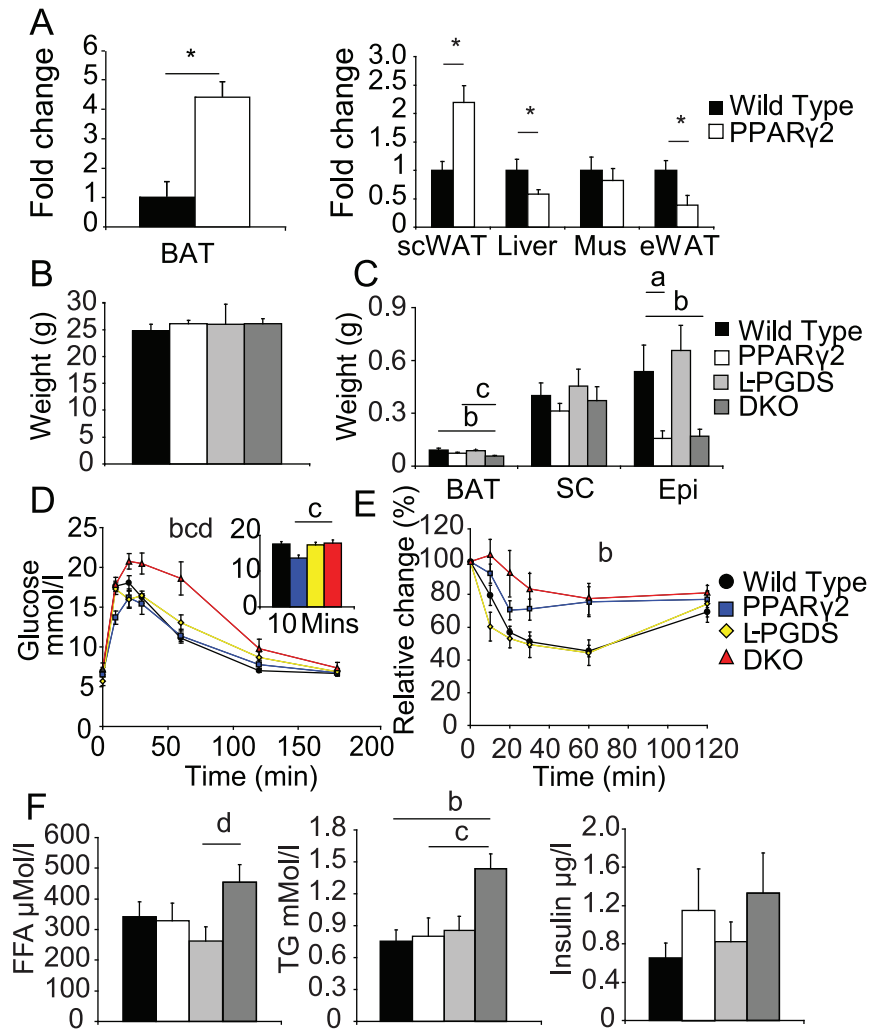 A
Fold change
6
5
4
3
2
1
0
*
BAT
Fold change
3.0
2.5
2
1.5
1
0.5
0
*
*
*
scWAT Liver Mus eWAT
Wild Type
PPARγ2
B
Weight (g)
30
25
20
15
10
5
0
C
Weight (g)
0.9
0.6
0.3
0
c
b
a
b
BAT SC Epi
Wild Type
PPARγ2
L-PGDS
DKO
D
Glucose
mmol/l
25
20
15
10
5
0
bcd
20
10
0
c
10 Mins
0 50 100 150 200
Time (min)
E
Relative change (%)
120
100
80
60
40
20
0
b
0 20 40 60 80 100 120
Time (min)
Wild Type
PPARγ2
L-PGDS
DKO
F
FFA µMol/l
600
500
400
300
200
100
0
d
TG mMol/l
1.8
1.5
1.2
0.9
0.6
0.3
0
b
c
Insulin µg/l
2.0
1.6
1.2
0.8
0.4
0